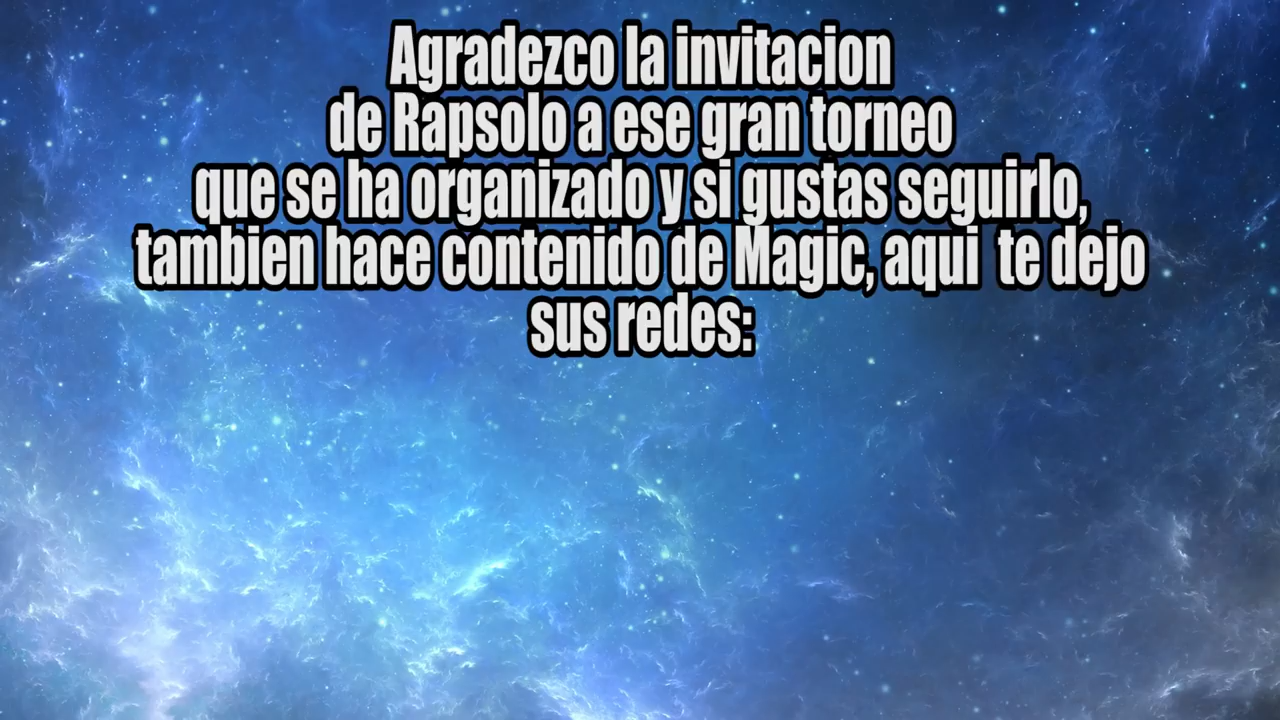 Agradezco la invitacion
de Rapsolo a ese gran torneo
que se ha organizado y si gustas seguirlo,
tambien hace contenido de Magic, aqui  te dejo
sus redes: